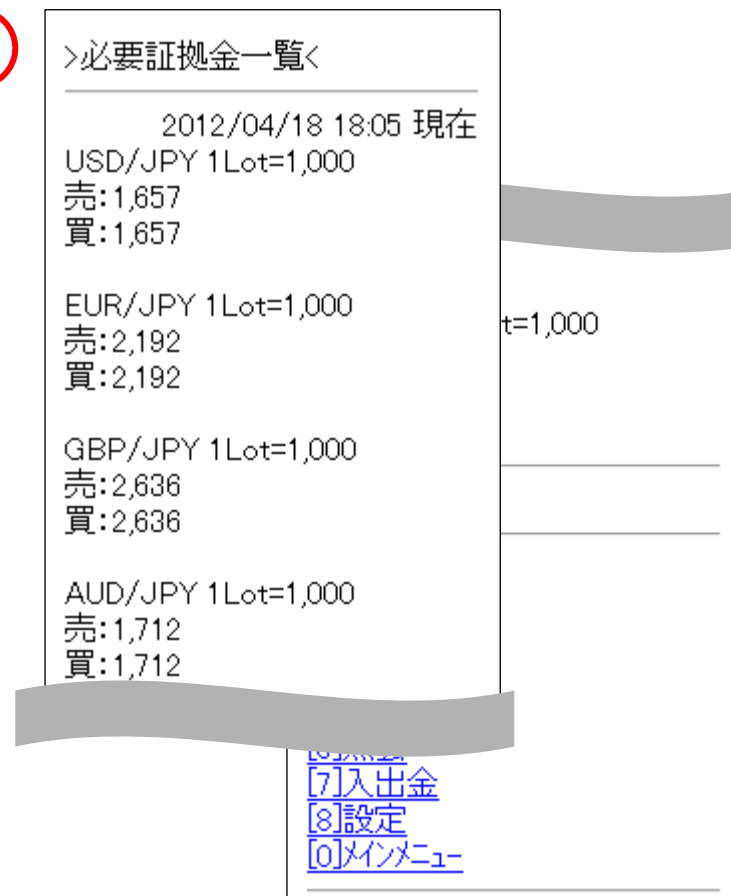 >必要証拠金一覧<
2012/04/18 18:05 現在
USD/JPY 1Lot=1,000
売:1,657
買:1,657
EUR/JPY 1Lot=1,000
売:2,192
買:2,192
GBP/JPY 1Lot=1,000
売:2,636
買:2,636
AUD/JPY 1Lot=1,000
売:1,712
買:1,712
t=1,000
[7]入出金
[8]設定
[0]メインメニュー